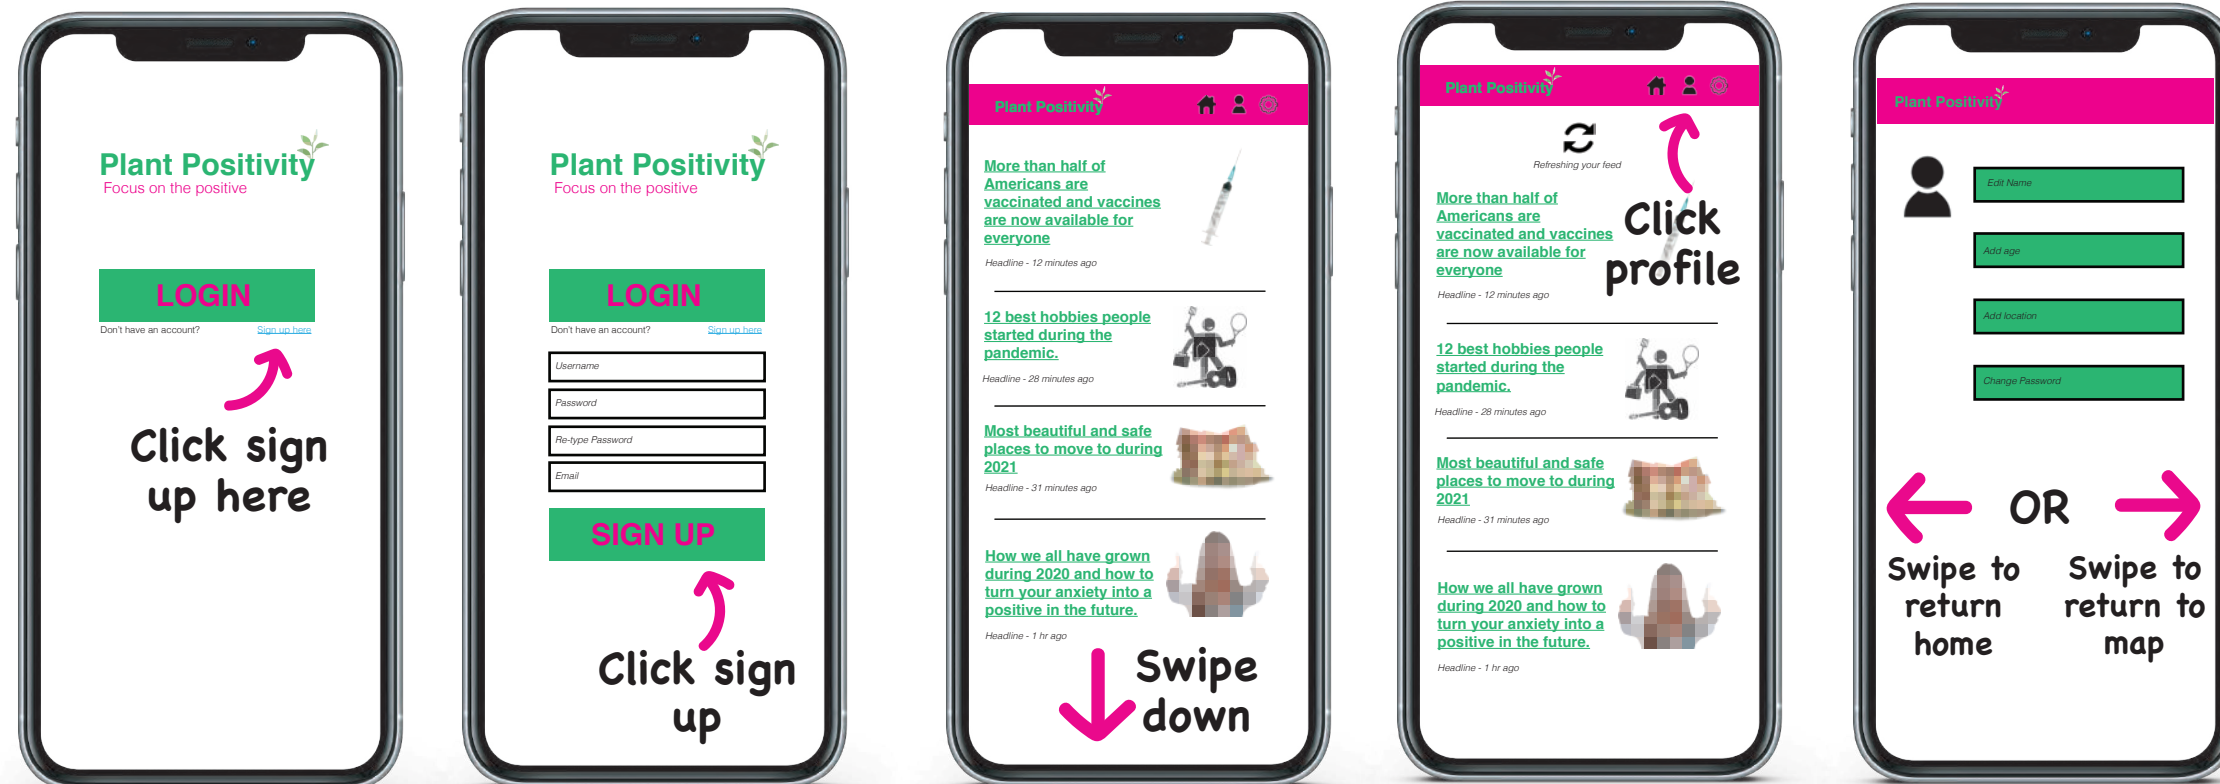 Plant Positivity
Focus on the positive
LOGIN
Don't have an account? Sign up here
Click sign
up here
Plant Positivity
Focus on the positive
LOGIN
Don't have an account? Sign up here
Username
Password
Re-type Password
Email
SIGN UP
Click sign
up
Plant Positivity
More than half of
Americans are
vaccinated and vaccines
are now available for
everyone
Headline - 12 minutes ago
12 best hobbies people
started during the
pandemic.
Headline - 28 minutes ago
Most beautiful and safe
places to move to during
2021
Headline - 31 minutes ago
How we all have grown
during 2020 and how to
turn your anxiety into a
positive in the future.
Headline - 1 hr ago
Swipe
down
Plant Positivity
Refreshing your feed
More than half of
Americans are
vaccinated and vaccines
are now available for
everyone
Headline - 12 minutes ago
Click
profile
12 best hobbies people
started during the
pandemic.
Headline - 28 minutes ago
Most beautiful and safe
places to move to during
2021
Headline - 31 minutes ago
How we all have grown
during 2020 and how to
turn your anxiety into a
positive in the future.
Headline - 1 hr ago
Plant Positivity
Edit Name
Add age
Add location
Change Password
OR
Swipe to
return
home
Swipe to
return to
map